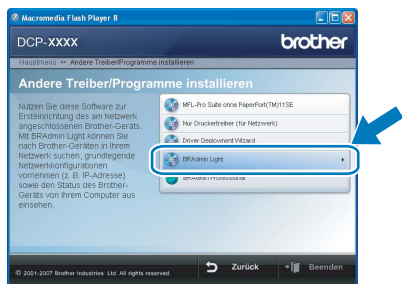 Macromedia Flash Player 8
DCP-XXXX
brother
Hauptmenü >> Andere Treiber/Programme installieren
Andere Treiber/Programme installieren
Nutzen Sie diese Software zur
Ersteinrichtung des am Netzwerk
angeschlossenen Brother-Geräts.
Mit BRAdmin Light können Sie
nach Brother-Geräten in Ihrem
Netzwerk suchen, grundlegende
Netzwerkkonfigurationen
vornehmen (z. B. IP-Adresse)
sowie den Status des Brother-
Geräts von Ihrem Computer aus
einsehen.
MFL-Pro Suite ohne PaperPort(TM)11SE
Nur Druckertreiber (für Netzwerk)
Driver Deployment Wizard
BRAdmin Light
BRAdmin Professional
© 2001-2007 Brother Industries Ltd. All rights reserved
Zurück
Beenden